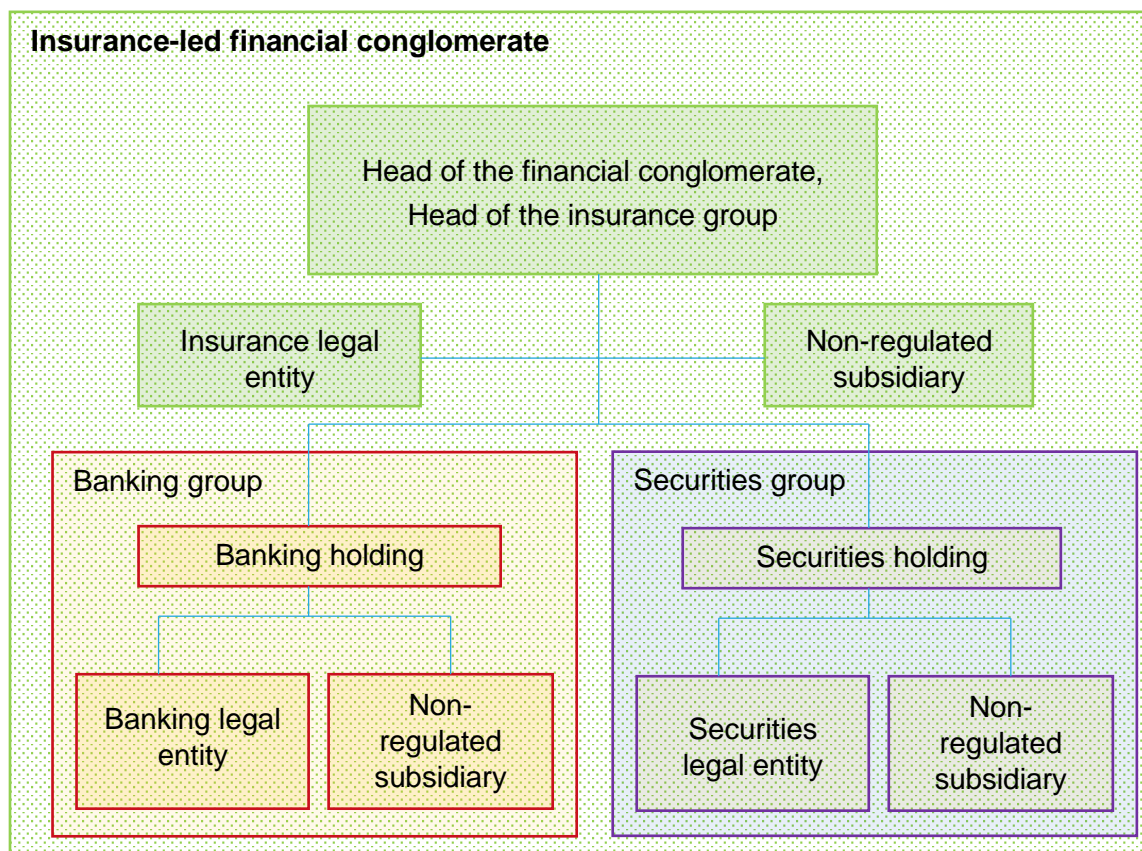 Insurance-led financial conglomerate
Head of the financial conglomerate,
Head of the insurance group
Insurance legal
entity
Non-regulated
subsidiary
Banking group
Banking holding
Banking legal
entity
Non-
regulated
subsidiary
Securities group
Securities holding
Securities
legal entity
Non-
regulated
subsidiary